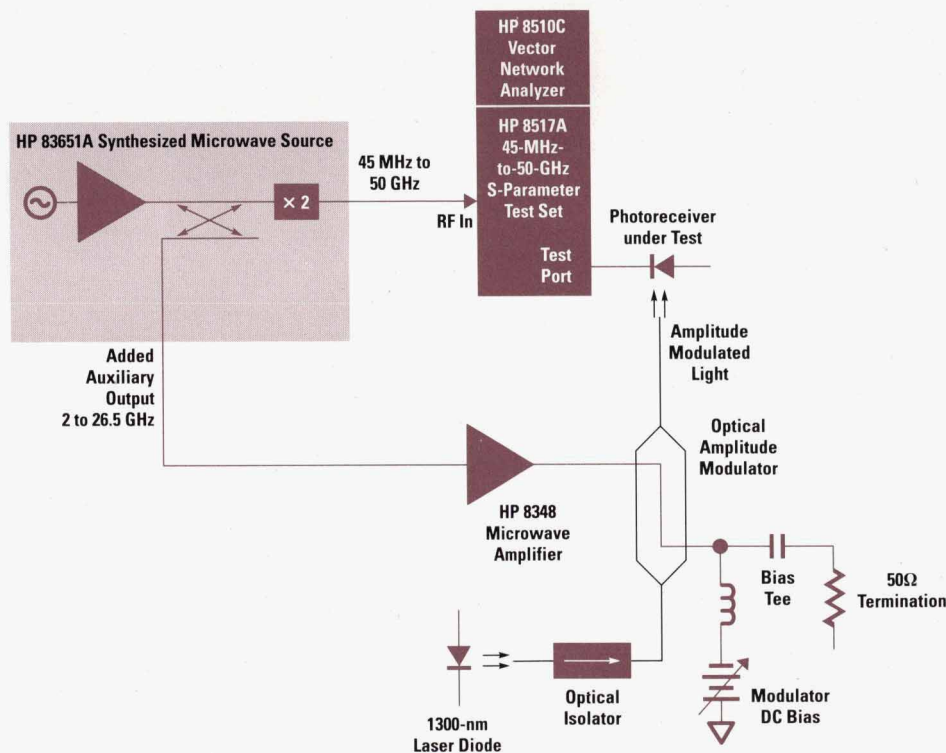 HP 8510C
Vector
Network
Analyzer
HP 83651A Synthesized Microwave Source
HP 8517A
45-MHz-
to-50-GHz
S-Parameter
Test Set
45 MHz to
50 GHz
× 2
RF In
Test
Port
Photoreceiver
under Test
Amplitude
Modulated
Light
Added
Auxiliary
Output
2 to 26.5 GHz
Optical
Amplitude
Modulator
HP 8348
Microwave
Amplifier
Bias
Tee
50Ω
Termination
Optical
Isolator
Modulator
DC Bias
1300-nm
Laser Diode